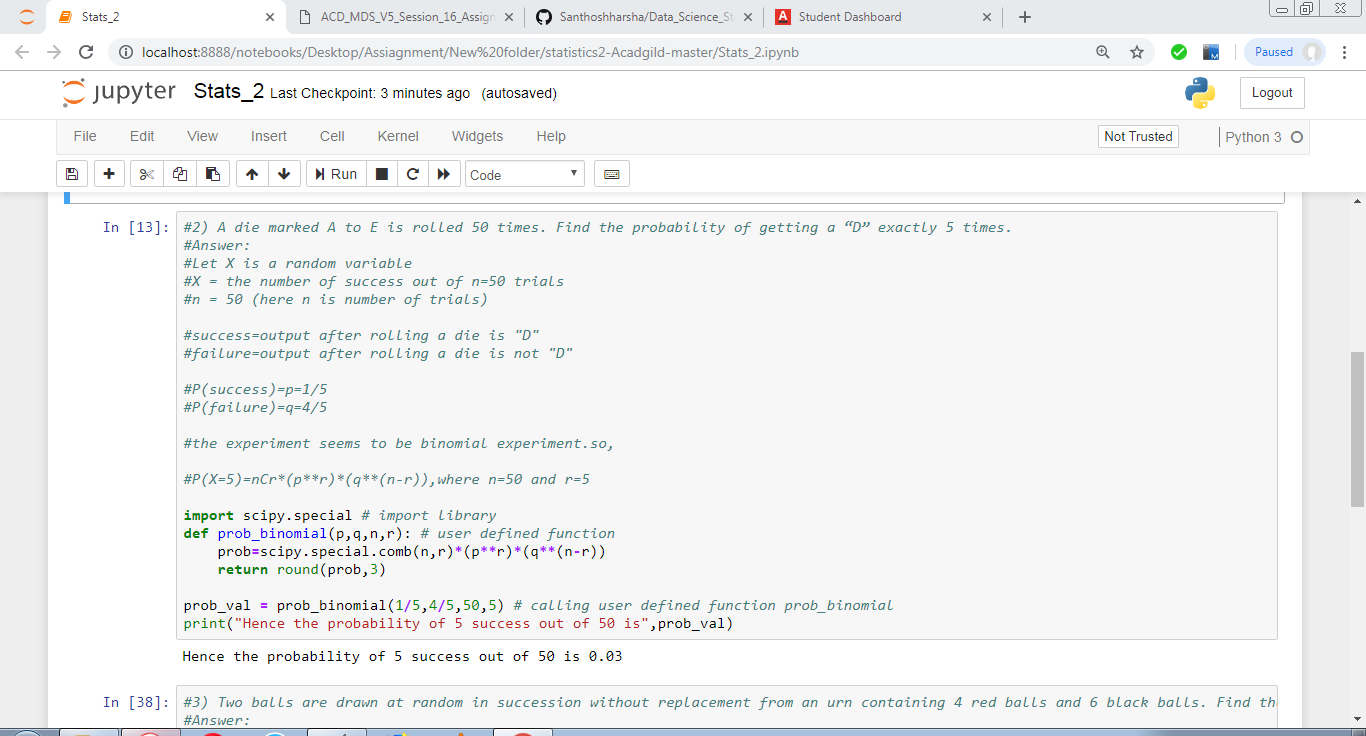 Stats_2
ACD_MDS_V5_Session_16_Assign
Santhoshharsha/Data_Science_St
Student Dashboard
localhost:8888/notebooks/Desktop/Assiagnment/New%20folder/statistics2-Acadgild-master/Stats_2.ipynb
Paused
jupyter Stats_2 Last Checkpoint: 3 minutes ago (autosaved)
Logout
File Edit View Insert Cell Kernel Widgets Help
Not Trusted
Python 3
Run
Code
In [13]:
#2) A die marked A to E is rolled 50 times. Find the probability of getting a “D” exactly 5 times.
#Answer:
#Let X is a random variable
#X = the number of success out of n=50 trials
#n = 50 (here n is number of trials)
#success=output after rolling a die is "D"
#failure=output after rolling a die is not "D"
#P(success)=p=1/5
#P(failure)=q=4/5
#the experiment seems to be binomial experiment.so,
#P(X=5)=nCr*(p**r)*(q**(n-r)),where n=50 and r=5
import scipy.special # import library
def prob_binomial(p,q,n,r): # user defined function
prob=scipy.special.comb(n,r)*(p**r)*(q**(n-r))
return round(prob,3)
prob_val = prob_binomial(1/5,4/5,50,5) # calling user defined function prob_binomial
print("Hence the probability of 5 success out of 50 is",prob_val)
Hence the probability of 5 success out of 50 is 0.03
In [38]:
#3) Two balls are drawn at random in succession without replacement from an urn containing 4 red balls and 6 black balls. Find th
#Answer: